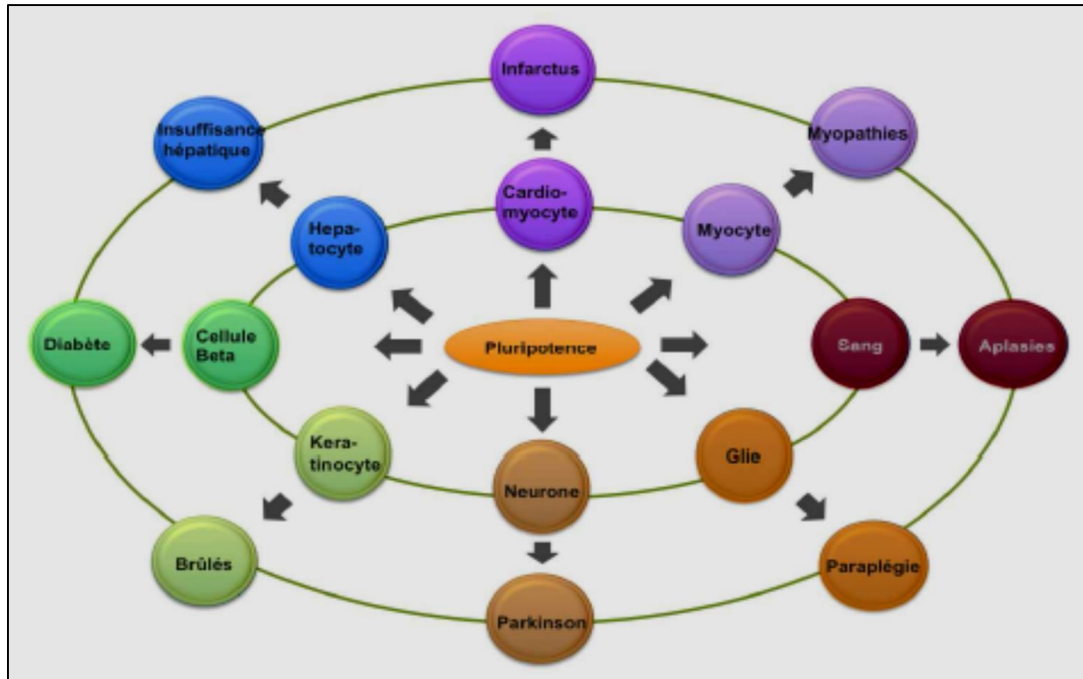 Infarctus
Insuffisance
hépatique
Myopathies
Cardio-
myocyte
Hepa-
tocyte
Myocyte
Diabète
Cellule
Beta
Pluripotence
Sang
Aplasies
Kera-
tinocyte
Glie
Neurone
Brûlés
Paraplégie
Parkinson